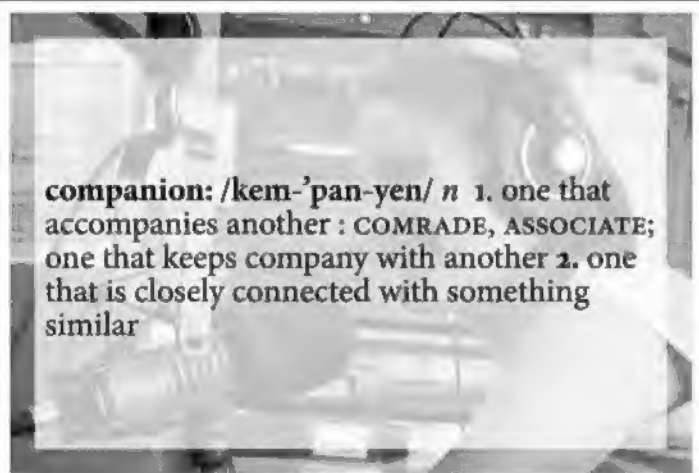 companion: /kem-’pan-yen/ n 1. one that
accompanies another : COMRADE, ASSOCIATE;
one that keeps company with another 2. one
that is closely connected with something
similar